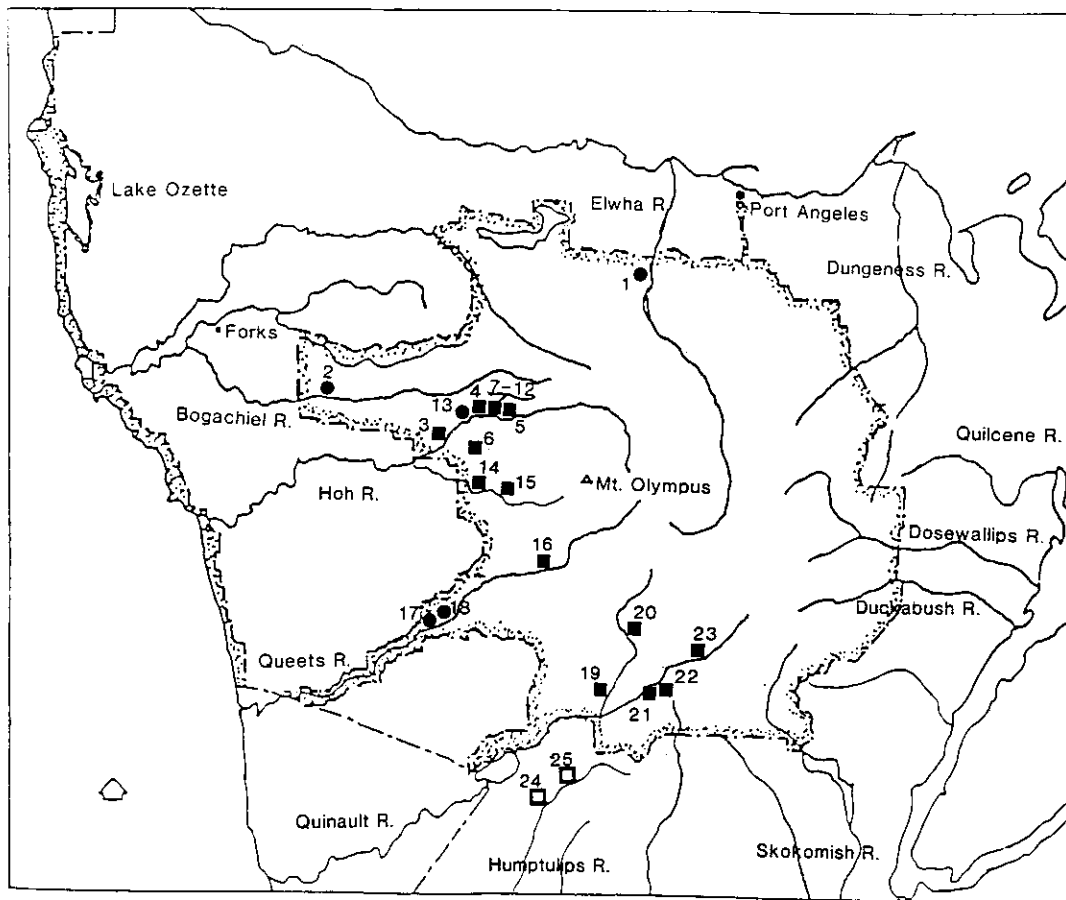 Lake Ozette
Elwha R.
Port Angeles
Dungeness R.
1
Forks
2
7-12
4
13
5
3
Bogachiel R.
6
Quilcene R.
14
15
Mt. Olympus
Hoh R.
Dosewallips R.
16
Duckabush R.
17
18
20
23
Queets R.
19
22
21
25
24
Quinault R.
Humptulips R.
Skokomish R.